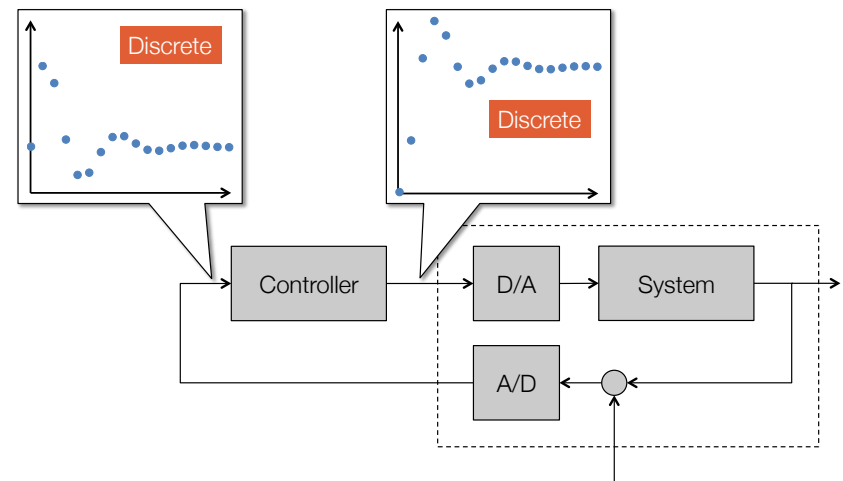 Discrete
Discrete
Controller
D/A
System
A/D